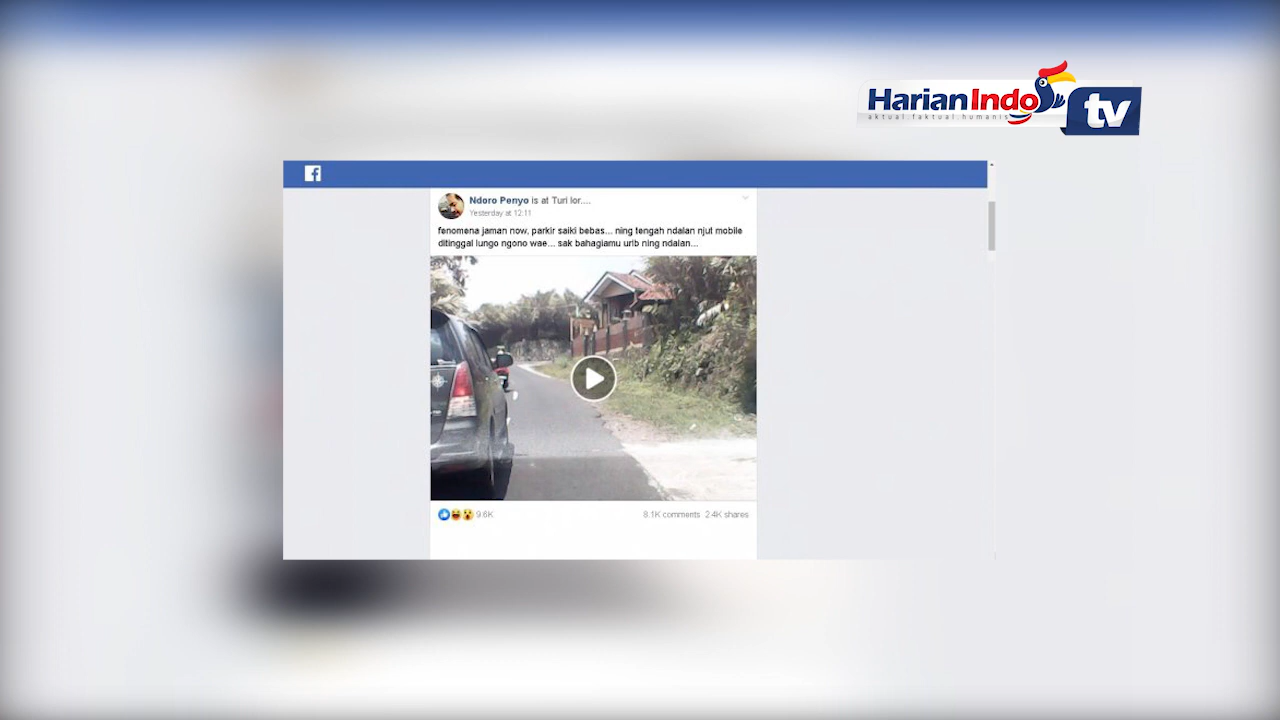 HarianIndo tv
aktual.faktual.humanis
f
Ndoro Penyo is at Turi lor....
Yesterday at 12:11
fenomena jaman now, parkir saiki bebas... ning tengah ndalan njut mobile
ditinggal lungo ngono wae... sak bahagiamu urib ning ndalan...
9.6K 8.1K comments 2.4K shares